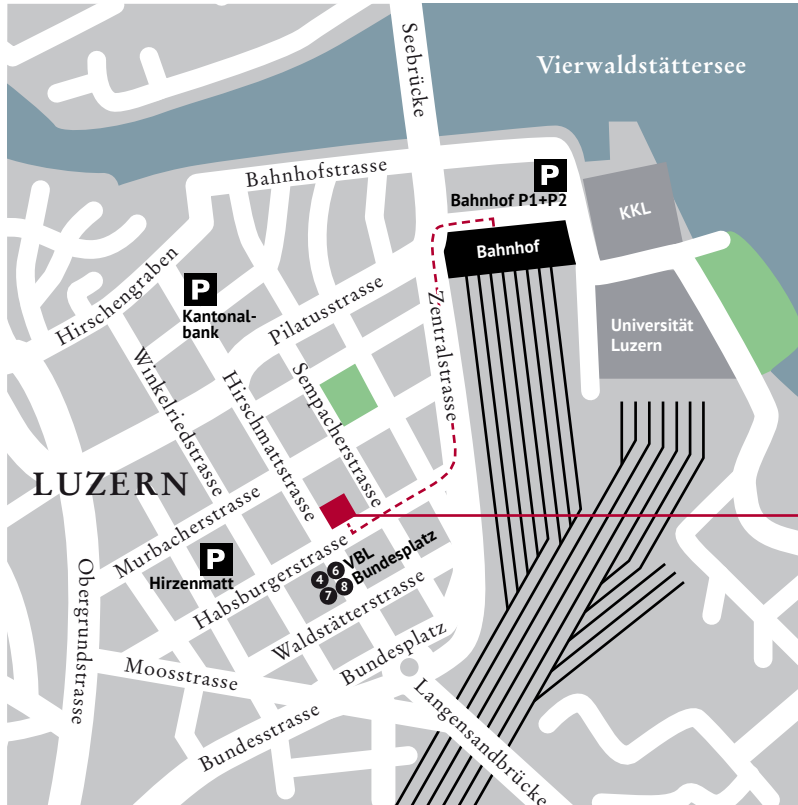 Seebrücke
Vierwaldstättersee
Bahnhofstrasse
P
Bahnhof P1+P2
KKL
Bahnhof
Hirschengraben
P
Kantonal-
bank
Pilatusstrasse
Zentralstrasse
Universität
Luzern
Winkelriedstrasse
Hirschmattstrasse
Sempacherstrasse
LUZERN
Murbacherstrasse
P
Hirzenmatt
Habsburgerstrasse
4 6 7 8
VBL
Bundesplatz
Obergrundstrasse
Waldstätterstrasse
Bundesplatz
Moosstrasse
Langensandbrücke
Bundesstrasse